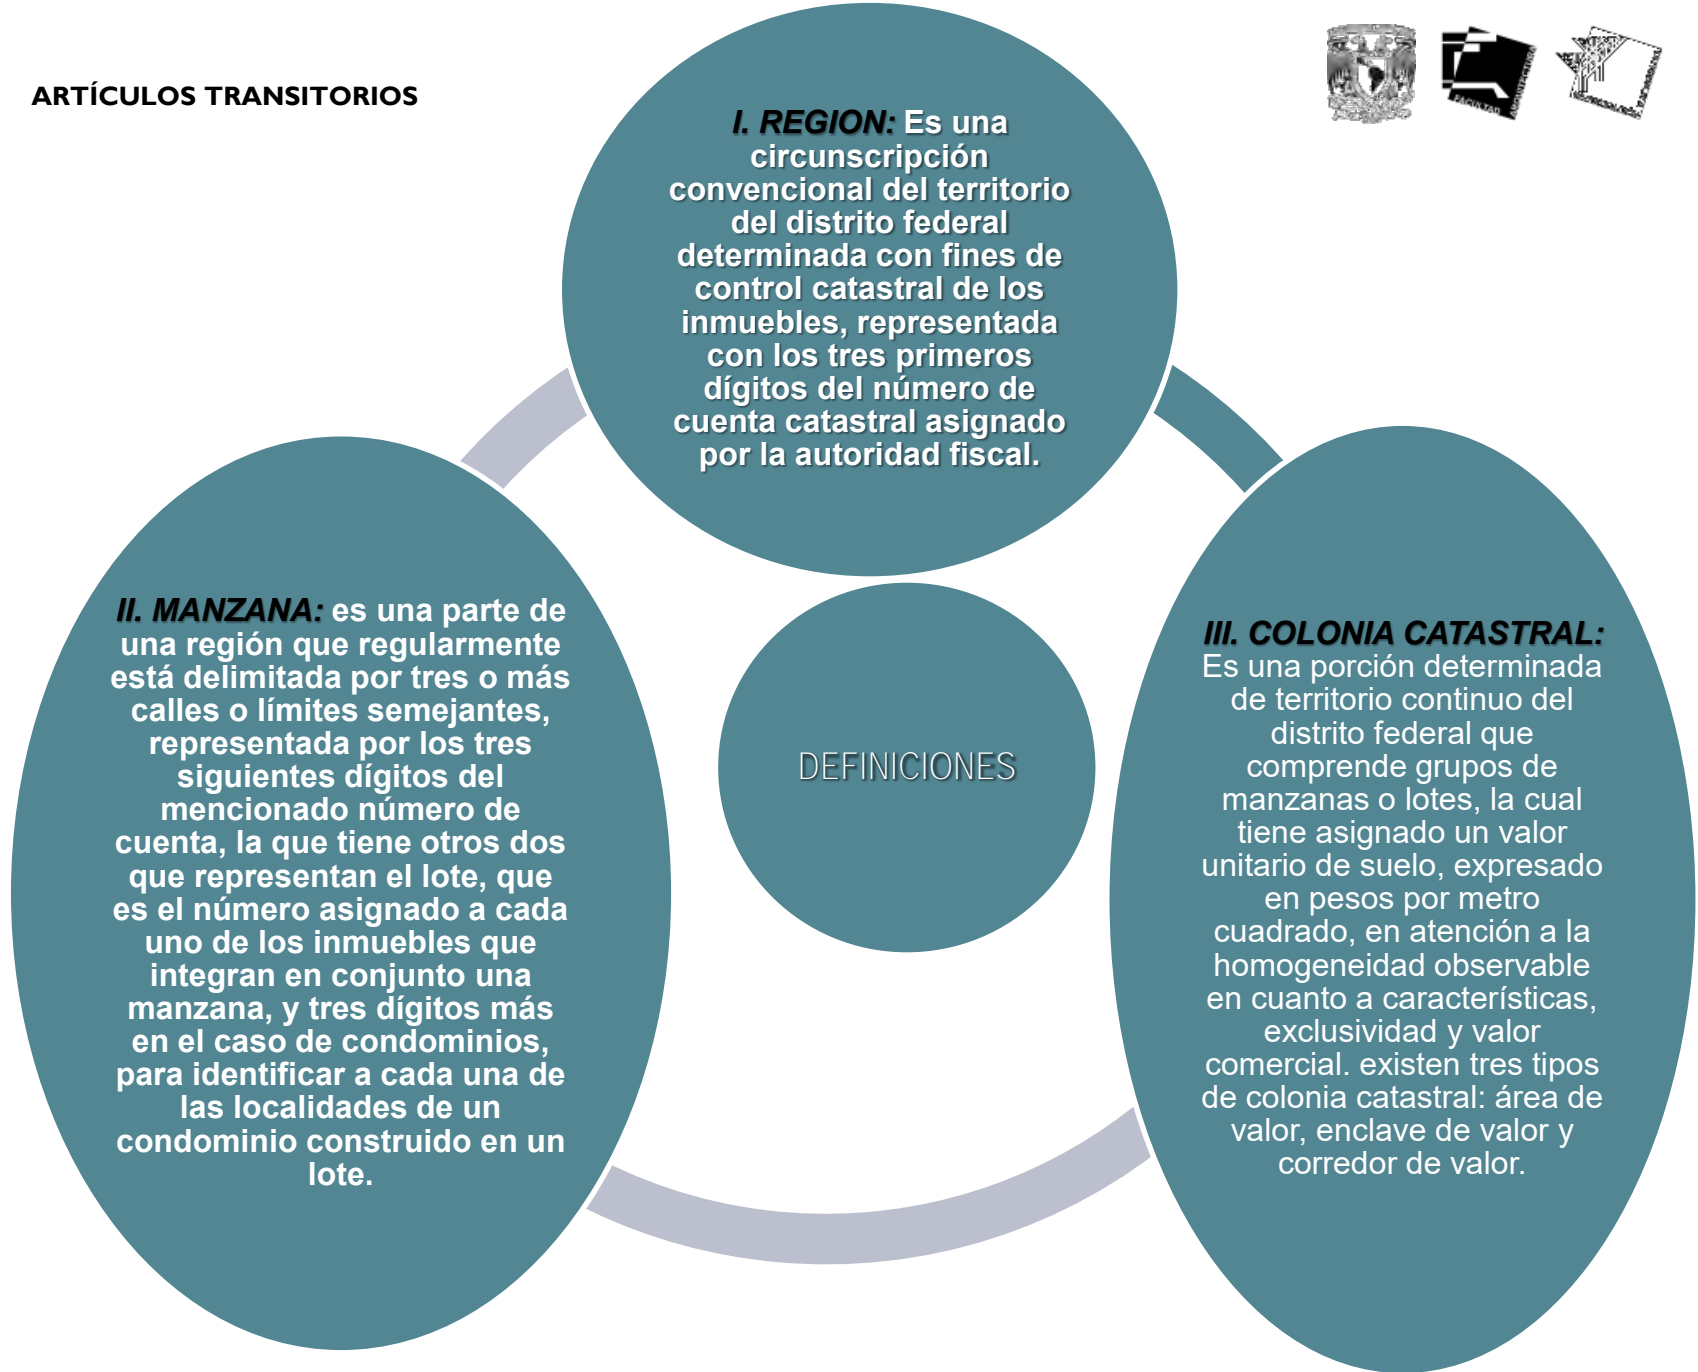 ARTÍCULOS TRANSITORIOS
I. REGION: Es una
circunscripción
convencional del territorio
del distrito federal
determinada con fines de
control catastral de los
inmuebles, representada
con los tres primeros
dígitos del número de
cuenta catastral asignado
por la autoridad fiscal.
II. MANZANA: es una parte de
una región que regularmente
está delimitada por tres o más
calles o límites semejantes,
representada por los tres
siguientes dígitos del
mencionado número de
cuenta, la que tiene otros dos
que representan el lote, que
es el número asignado a cada
uno de los inmuebles que
integran en conjunto una
manzana, y tres dígitos más
en el caso de condominios,
para identificar a cada una de
las localidades de un
condominio construido en un
lote.
DEFINICIONES
III. COLONIA CATASTRAL:
Es una porción determinada
de territorio continuo del
distrito federal que
comprende grupos de
manzanas o lotes, la cual
tiene asignado un valor
unitario de suelo, expresado
en pesos por metro
cuadrado, en atención a la
homogeneidad observable
en cuanto a características,
exclusividad y valor
comercial. existen tres tipos
de colonia catastral: área de
valor, enclave de valor y
corredor de valor.
FACULTAD